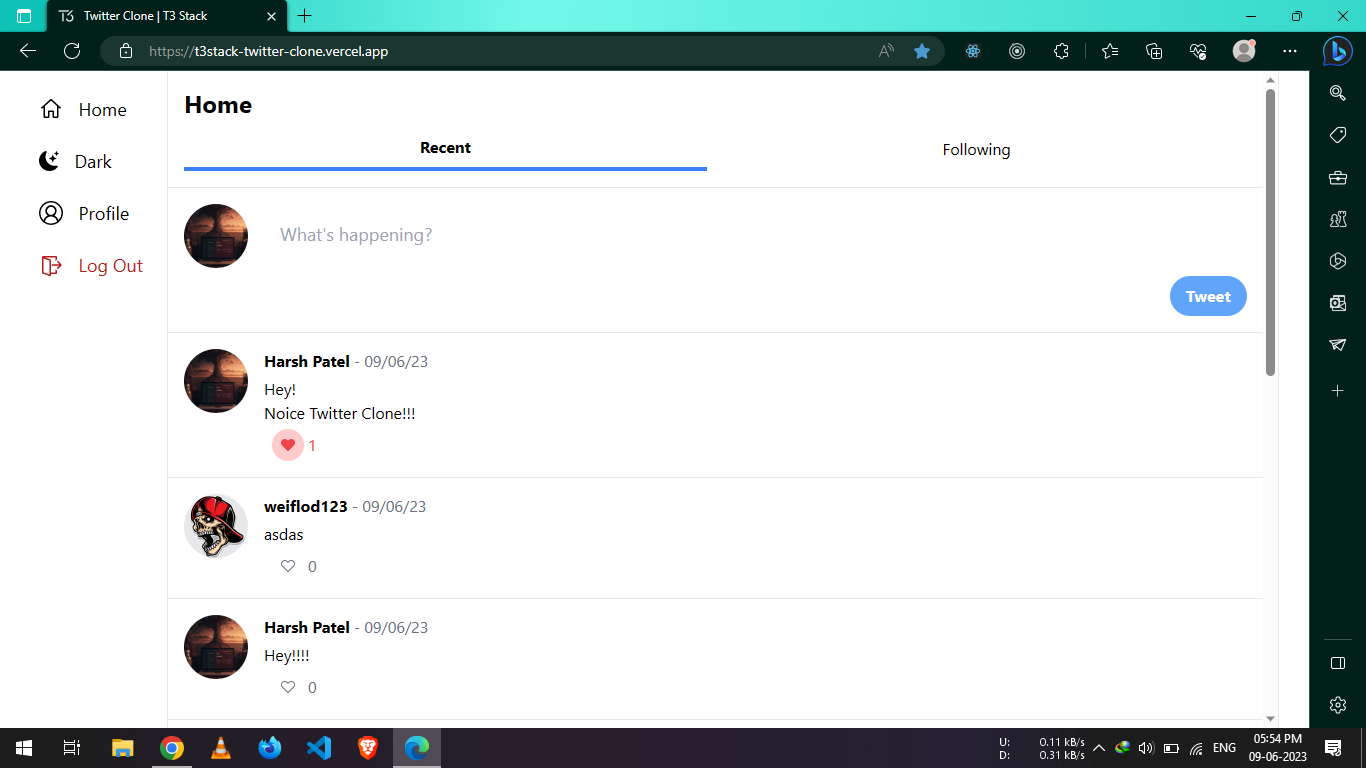 T3 Twitter Clone | T3 Stack
https://t3stack-twitter-clone.vercel.app
Home
Dark
Profile
Log Out
Home
Recent
Following
What's happening?
Tweet
Harsh Patel - 09/06/23
Hey!
Noice Twitter Clone!!!
1
weiflod123 - 09/06/23
asdas
0
Harsh Patel - 09/06/23
Hey!!!!
0
U: 0.11 kB/s
D: 0.31 kB/s
ENG
05:54 PM
09-06-2023